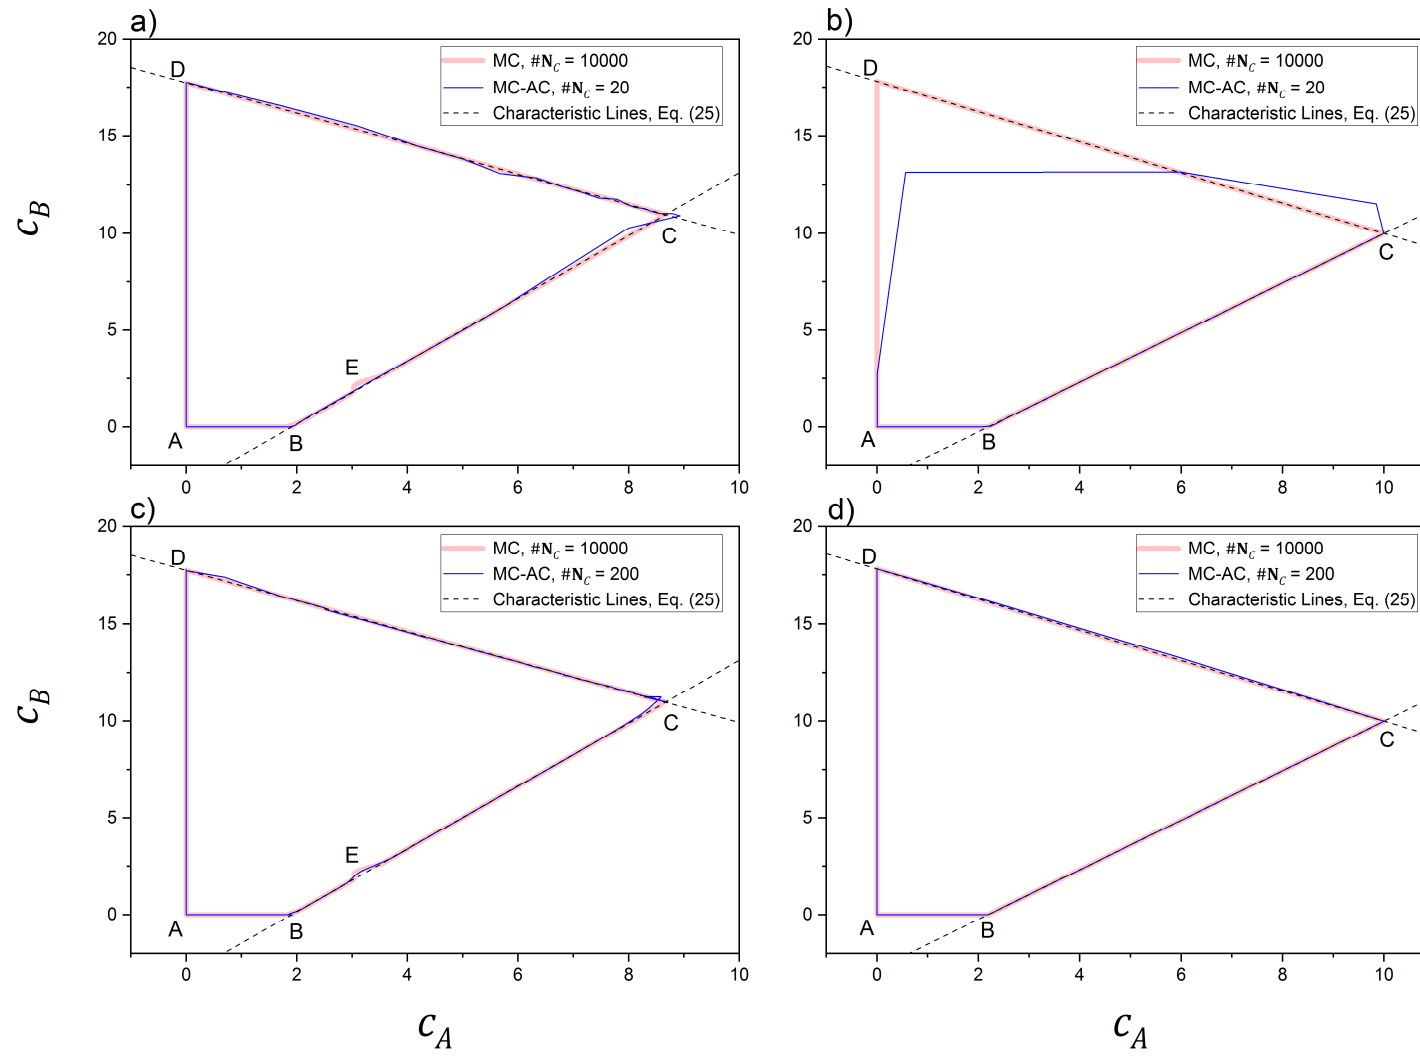 a)
20
15
10
5
0
0 2 4 6 8 10
c_B
D
C
E
A
B
MC, #N_C = 10000
MC-AC, #N_C = 20
Characteristic Lines, Eq. (25)
b)
20
15
10
5
0
0 2 4 6 8 10
D
C
A
B
MC, #N_C = 10000
MC-AC, #N_C = 20
Characteristic Lines, Eq. (25)
c)
20
15
10
5
0
0 2 4 6 8 10
c_B
c_A
D
C
E
A
B
MC, #N_C = 10000
MC-AC, #N_C = 200
Characteristic Lines, Eq. (25)
d)
20
15
10
5
0
0 2 4 6 8 10
c_A
D
C
A
B
MC, #N_C = 10000
MC-AC, #N_C = 200
Characteristic Lines, Eq. (25)